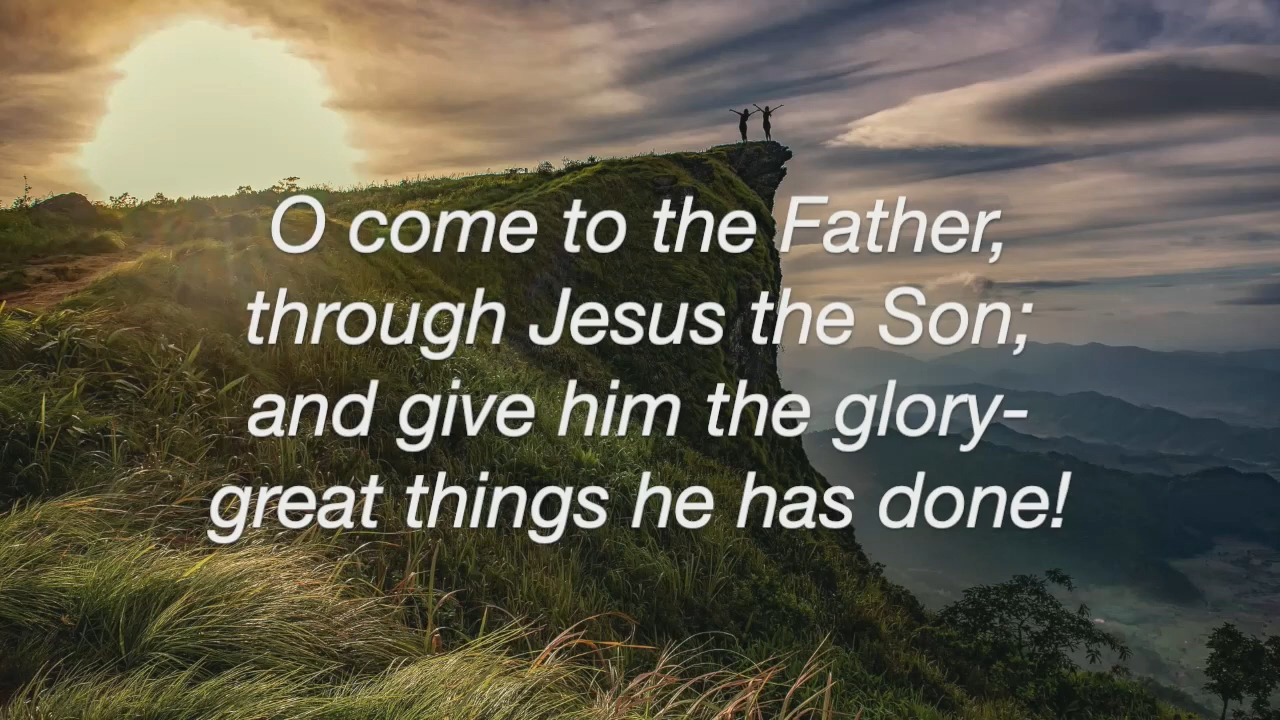 O come to the Father,
through Jesus the Son;
and give him the glory-
great things he has done!